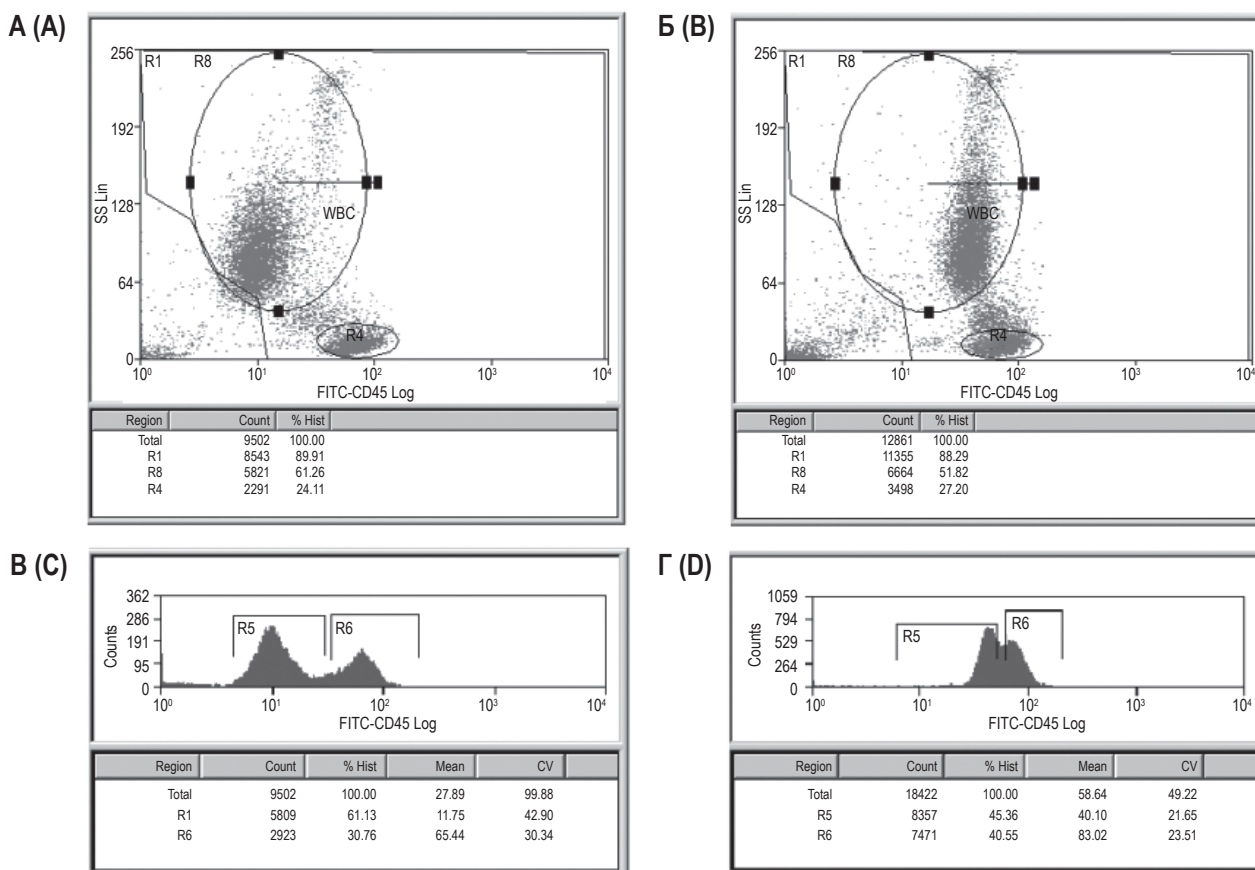 А (A)
256
192
128
64
0
SS Lin
R1
R8
WBC
R4
10⁰
10¹
10²
10³
10⁴
FITC-CD45 Log
Region Count % Hist
Total 9502 100.00
R1 8543 89.91
R8 5821 61.26
R4 2291 24.11
Б (B)
256
192
128
64
0
SS Lin
R1
R8
WBC
R4
10⁰
10¹
10²
10³
10⁴
FITC-CD45 Log
Region Count % Hist
Total 12861 100.00
R1 11355 88.29
R8 6664 51.82
R4 3498 27.20
В (C)
362
286
191
95
0
Counts
R5
R6
10⁰
10¹
10²
10³
10⁴
FITC-CD45 Log
Region Count % Hist Mean CV
Total 9502 100.00 27.89 99.88
R1 5809 61.13 11.75 42.90
R6 2923 30.76 65.44 30.34
Г (D)
1059
794
529
264
0
Counts
R5
R6
10⁰
10¹
10²
10³
10⁴
FITC-CD45 Log
Region Count % Hist Mean CV
Total 18422 100.00 58.64 49.22
R5 8357 45.36 40.10 21.65
R6 7471 40.55 83.02 23.51